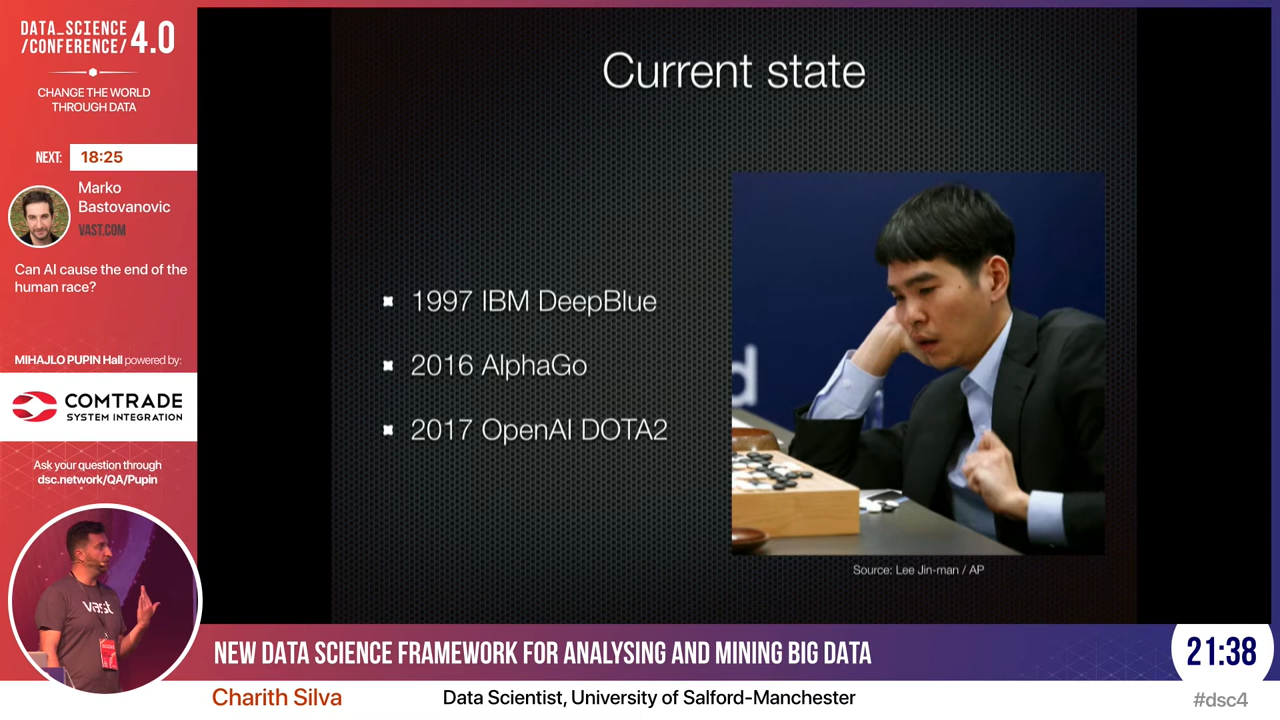 DATA_SCIENCE
/CONFERENCE/ 4.0
CHANGE THE WORLD
THROUGH DATA
NEXT: 18:25
Marko
Bastovanovic
VAST.COM
Can AI cause the end of the
human race?
MIHAJLO PUPIN Hall powered by:
COMTRADE
SYSTEM INTEGRATION
Ask your question through
dsc.network/QA/Pupin
vast
Current state
1997 IBM DeepBlue
2016 AlphaGo
2017 OpenAI DOTA2
d
Source: Lee Jin-man / AP
NEW DATA SCIENCE FRAMEWORK FOR ANALYSING AND MINING BIG DATA
21:38
Charith Silva
Data Scientist, University of Salford-Manchester
#dsc4